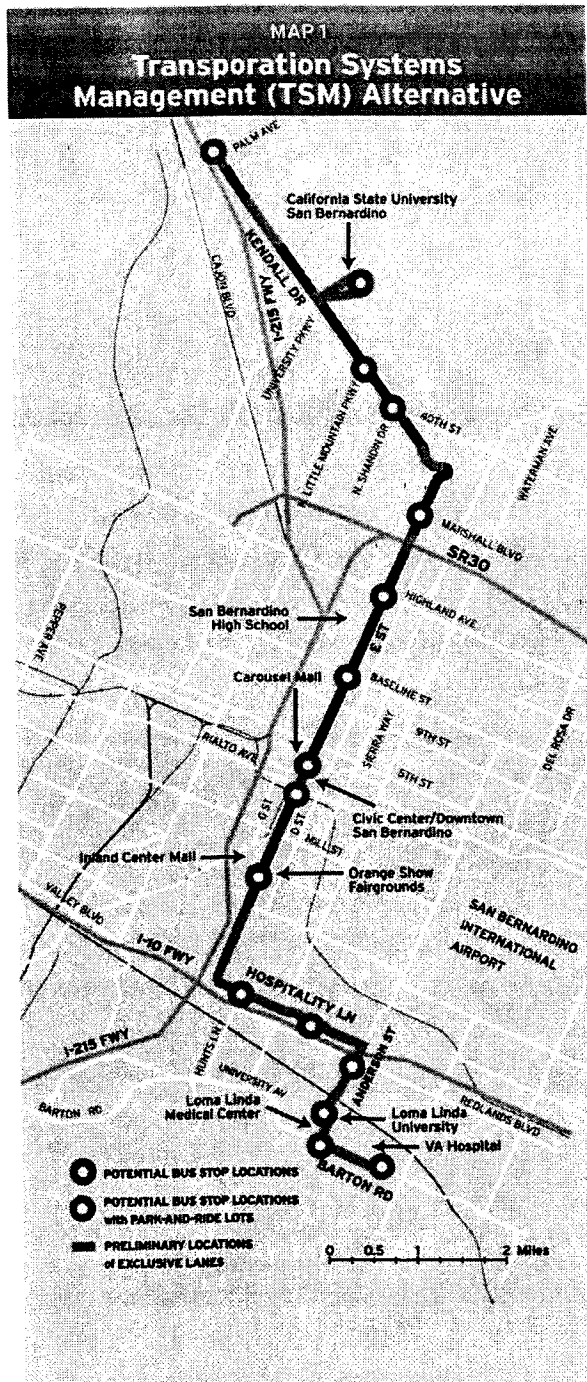 MAP 1
Transporation Systems
Management (TSM) Alternative
PALM AVE
California State University
San Bernardino
KENDALL DR
I-215 FWY
CAJON BLVD
UNIVERSITY PKWY
LITTLE MOUNTAIN PKWY
N. SHANDIN DR
40TH ST
WATERMAN AVE
MARSHALL BLVD
SR30
HIGHLAND AVE
San Bernardino
High School
E ST
PEPPER AVE
Carousel Mall
BASELINE ST
SIERRA WAY
9TH ST
DEL ROSA DR
RIALTO AVE
5TH ST
G ST
D ST
Civic Center/Downtown
San Bernardino
MILL ST
Inland Center Mall
Orange Show
Fairgrounds
VALLEY BLVD
SAN BERNARDINO
INTERNATIONAL
AIRPORT
I-10 FWY
HOSPITALITY LN
I-215 FWY
HUNTS LN
ANDERSON ST
UNIVERSITY AV
REDLANDS BLVD
BARTON RD
Loma Linda
Medical Center
Loma Linda
University
VA Hospital
BARTON RD
POTENTIAL BUS STOP LOCATIONS
POTENTIAL BUS STOP LOCATIONS
with PARK-AND-RIDE LOTS
PRELIMINARY LOCATIONS
of EXCLUSIVE LANES
0 0.5 1 2 Miles